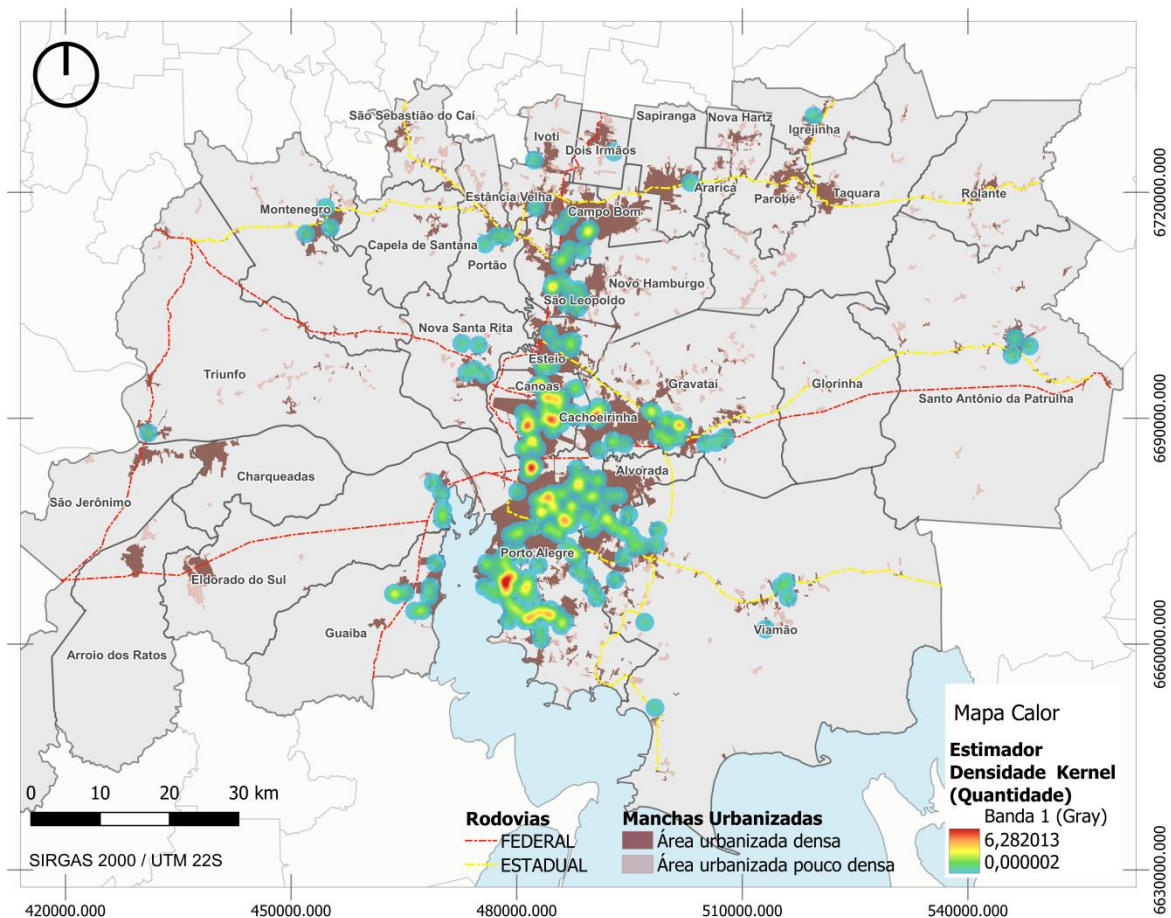 São Sebastião do Caí
Ivoti
Sapiranga
Nova Hartz
Dois Irmãos
Igrejinha
Estância Velha
Araricá
Parobé
Taquara
Rolante
Montenegro
Campo Bom
Capela de Santana
Portão
Novo Hamburgo
São Leopoldo
Nova Santa Rita
Esteio
Triunfo
Canoas
Gravataí
Glorinha
Santo Antônio da Patrulha
Cachoeirinha
Charqueadas
Alvorada
São Jerônimo
Porto Alegre
Eldorado do Sul
Guaíba
Viamão
Arroio dos Ratos
6720000.000
6690000.000
6660000.000
6630000.000
Mapa Calor
Estimador
Densidade Kernel
(Quantidade)
Banda 1 (Gray)
6,282013
0,000002
0 10 20 30 km
SIRGAS 2000 / UTM 22S
Rodovias
FEDERAL
ESTADUAL
Manchas Urbanizadas
Área urbanizada densa
Área urbanizada pouco densa
420000.000 450000.000 480000.000 510000.000 540000.000